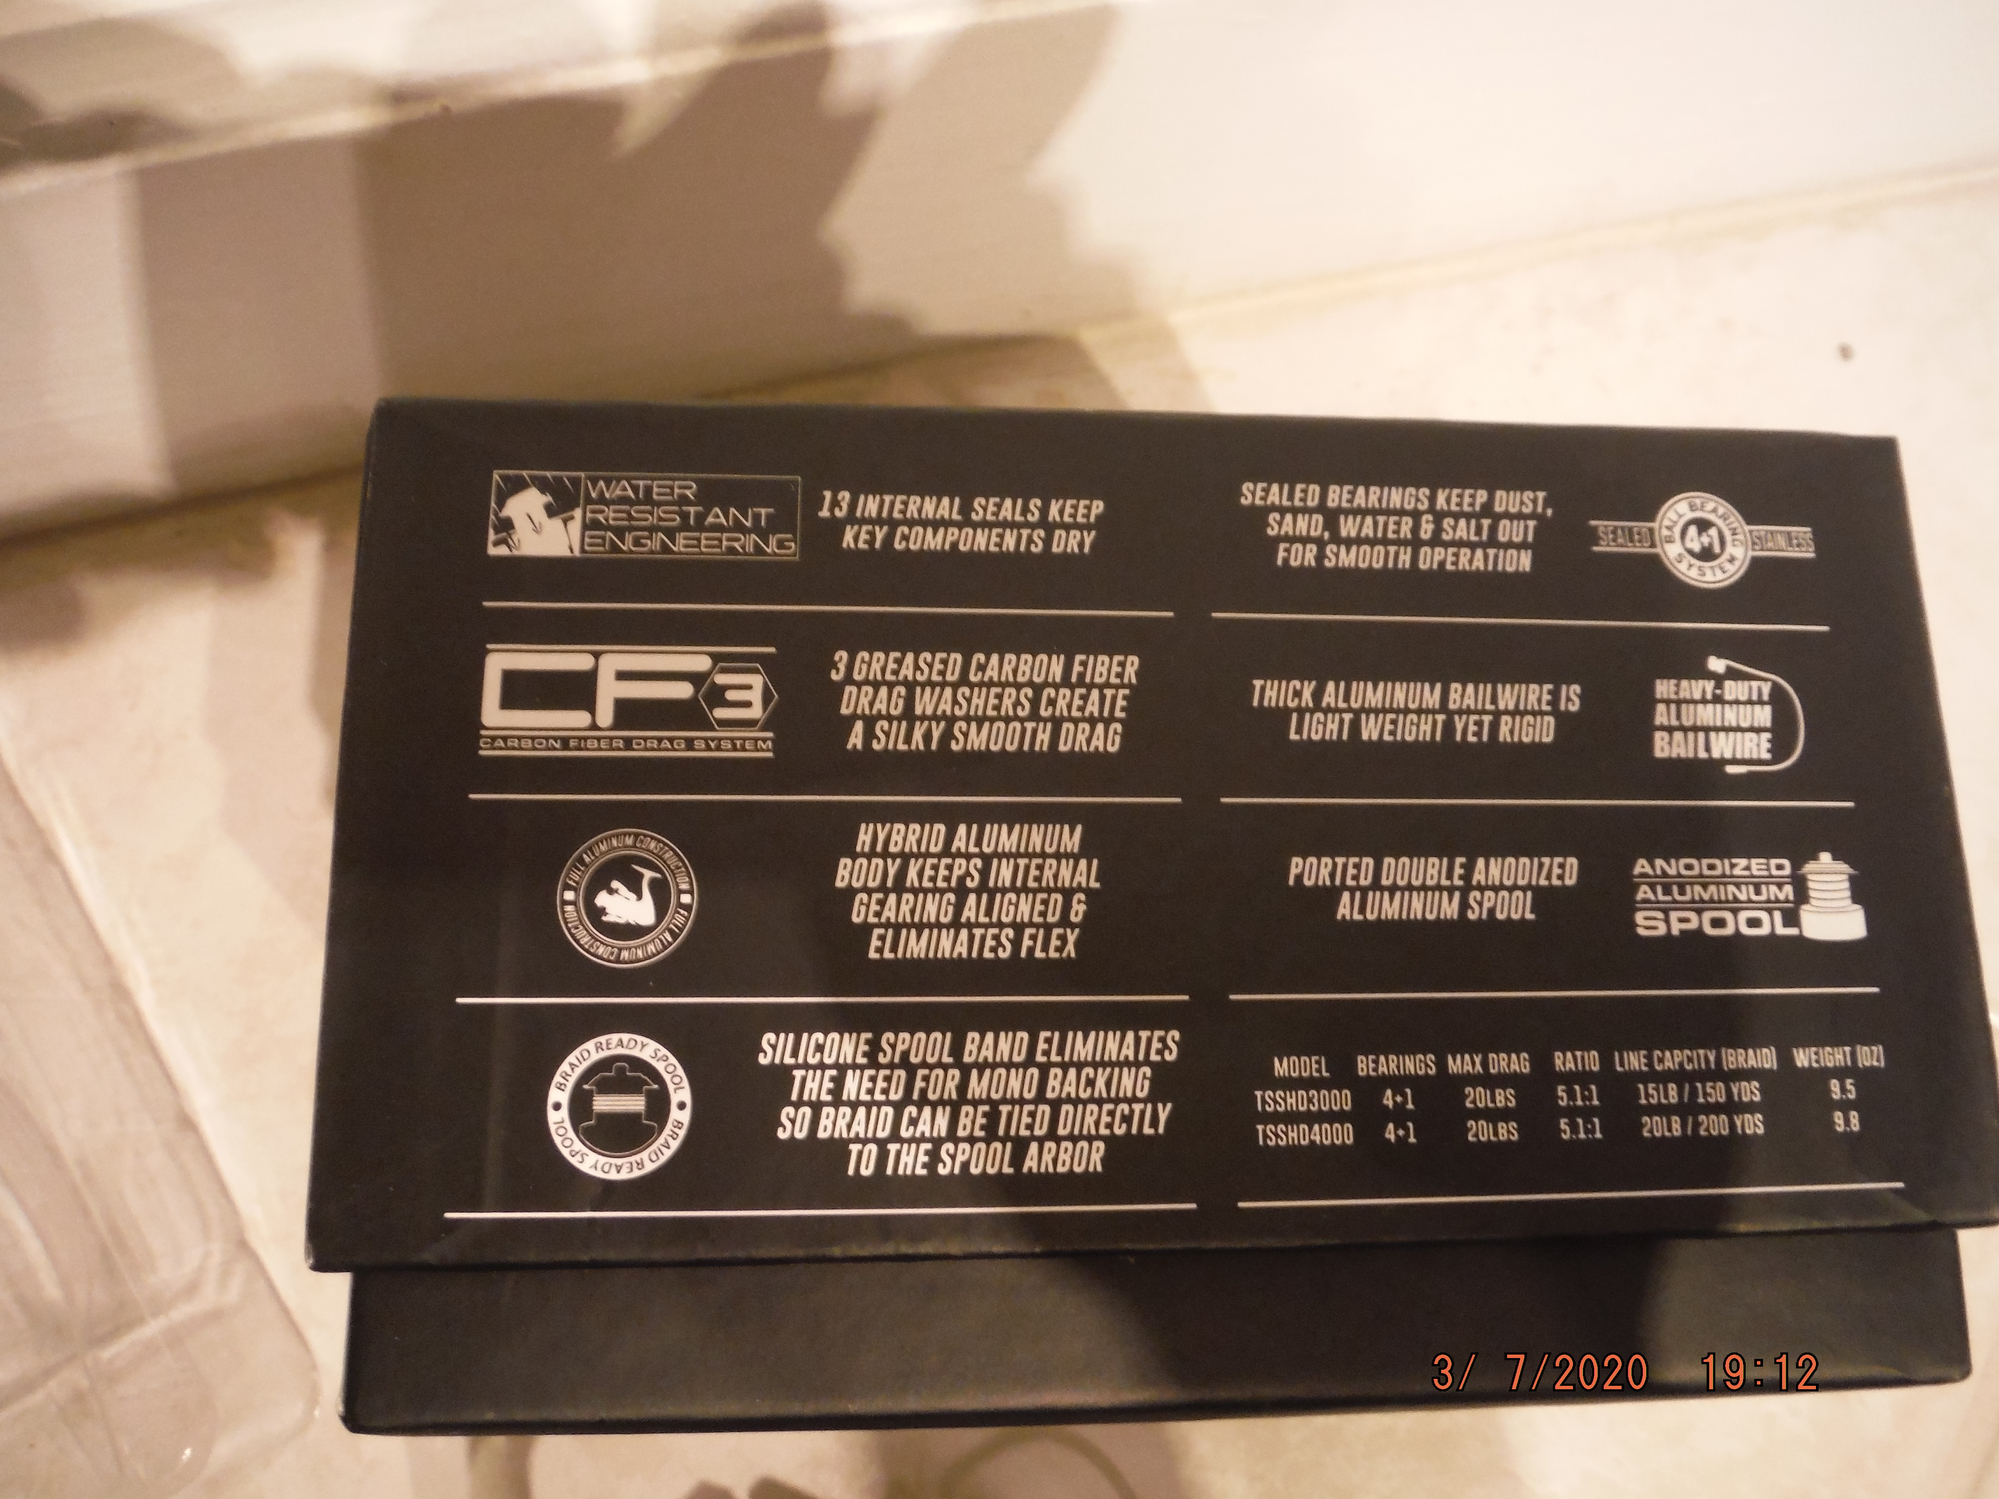 WATER
RESISTANT
ENGINEERING
13 INTERNAL SEALS KEEP
KEY COMPONENTS DRY
SEALED BEARINGS KEEP DUST,
SAND, WATER & SALT OUT
FOR SMOOTH OPERATION
SEALED BALL BEARING 4+1 SYSTEM STAINLESS
CF3
CARBON FIBER DRAG SYSTEM
3 GREASED CARBON FIBER
DRAG WASHERS CREATE
A SILKY SMOOTH DRAG
THICK ALUMINUM BAILWIRE IS
LIGHT WEIGHT YET RIGID
HEAVY-DUTY
ALUMINUM
BAILWIRE
FULL ALUMINUM CONSTRUCTION
FULL ALUMINUM CONSTRUCTION
HYBRID ALUMINUM
BODY KEEPS INTERNAL
GEARING ALIGNED &
ELIMINATES FLEX
PORTED DOUBLE ANODIZED
ALUMINUM SPOOL
ANODIZED
ALUMINUM
SPOOL
BRAID READY SPOOL
BRAID READY SPOOL
SILICONE SPOOL BAND ELIMINATES
THE NEED FOR MONO BACKING
SO BRAID CAN BE TIED DIRECTLY
TO THE SPOOL ARBOR
MODEL BEARINGS MAX DRAG RATIO LINE CAPCITY (BRAID) WEIGHT (OZ)
TSSHD3000 4+1 20LBS 5.1:1 15LB / 150 YDS 9.5
TSSHD4000 4+1 20LBS 5.1:1 20LB / 200 YDS 9.8
3/ 7/2020 19:12